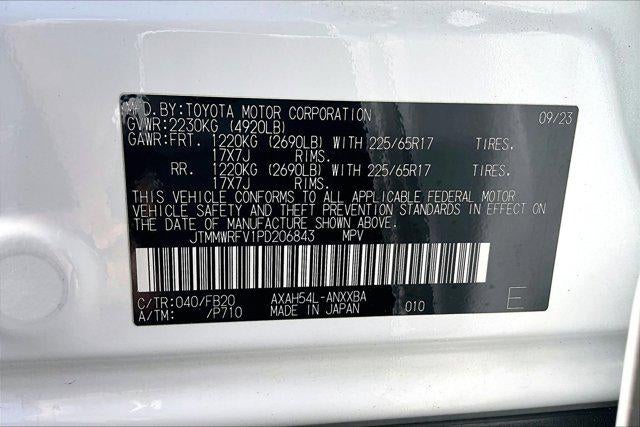 MFD.BY:TOYOTA MOTOR CORPORATION 09/23
GVWR:2230KG (4920LB)
GAWR:FRT. 1220KG (2690LB) WITH 225/65R17 TIRES.
17X7J RIMS.
RR. 1220KG (2690LB) WITH 225/65R17 TIRES.
17X7J RIMS.
THIS VEHICLE CONFORMS TO ALL APPLICABLE FEDERAL MOTOR
VEHICLE SAFETY AND THEFT PREVENTION STANDARDS IN EFFECT ON
THE DATE OF MANUFACTURE SHOWN ABOVE.
JTMMWRFV1PD206843 MPV
C/TR:040/FB20 AXAH54L-ANXXBA
A/TM: /P710 MADE IN JAPAN 010 E